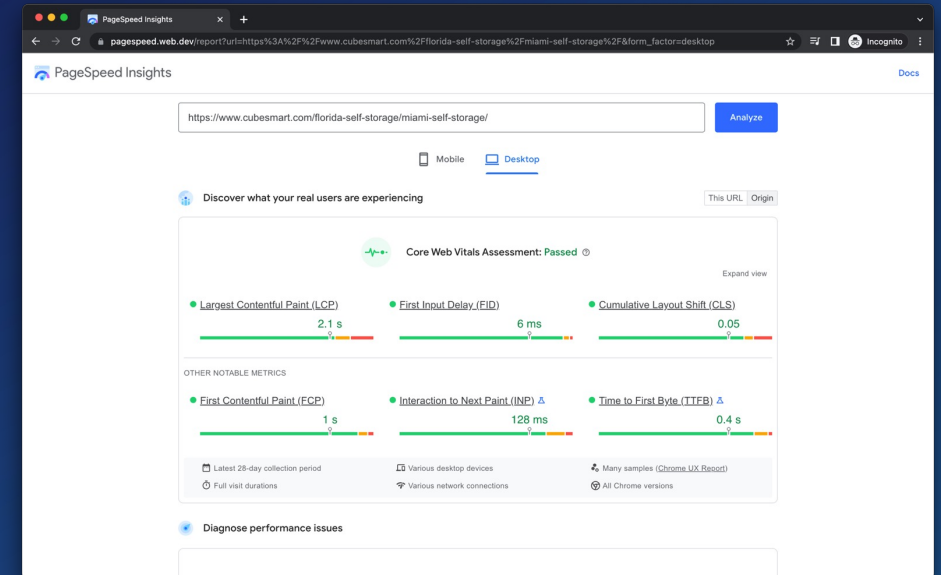 PageSpeed Insights
pagespeed.web.dev/report?url=https%3A%2F%2Fwww.cubesmart.com%2Fflorida-self-storage%2Fmiami-self-storage%2F&form_factor=desktop
Incognito
PageSpeed Insights
Docs
https://www.cubesmart.com/florida-self-storage/miami-self-storage/
Analyze
Mobile
Desktop
Discover what your real users are experiencing
This URL Origin
Core Web Vitals Assessment: Passed
Expand view
Largest Contentful Paint (LCP)
2.1 s
First Input Delay (FID)
6 ms
Cumulative Layout Shift (CLS)
0.05
OTHER NOTABLE METRICS
First Contentful Paint (FCP)
1 s
Interaction to Next Paint (INP)
128 ms
Time to First Byte (TTFB)
0.4 s
Latest 28-day collection period
Various desktop devices
Many samples (Chrome UX Report)
Full visit durations
Various network connections
All Chrome versions
Diagnose performance issues